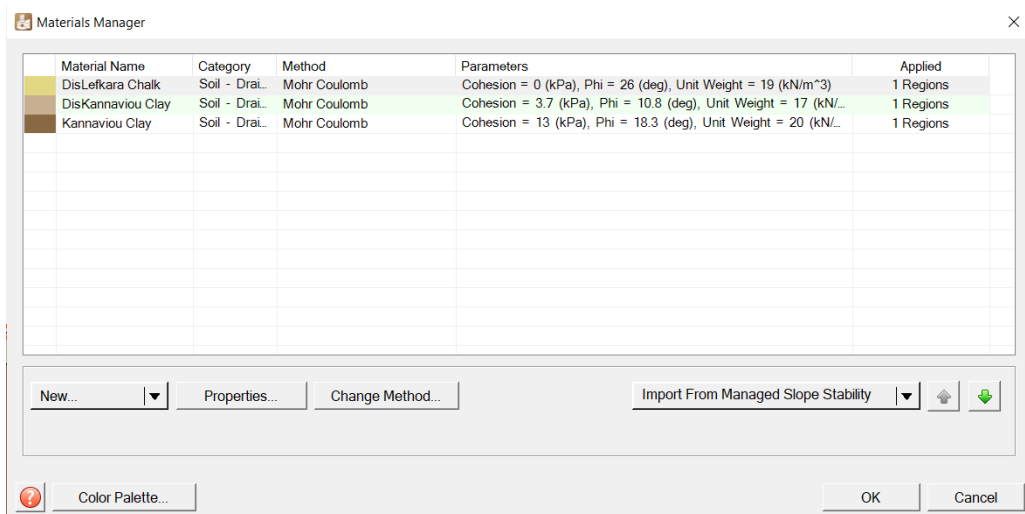 Materials Manager
Material Name Category Method Parameters Applied
DisLefkara Chalk Soil - Drai... Mohr Coulomb Cohesion = 0 (kPa), Phi = 26 (deg), Unit Weight = 19 (kN/m^3) 1 Regions
DisKannaviou Clay Soil - Drai... Mohr Coulomb Cohesion = 3.7 (kPa), Phi = 10.8 (deg), Unit Weight = 17 (kN/... 1 Regions
Kannaviou Clay Soil - Drai... Mohr Coulomb Cohesion = 13 (kPa), Phi = 18.3 (deg), Unit Weight = 20 (kN/... 1 Regions
New... Properties... Change Method... Import From Managed Slope Stability
? Color Palette... OK Cancel